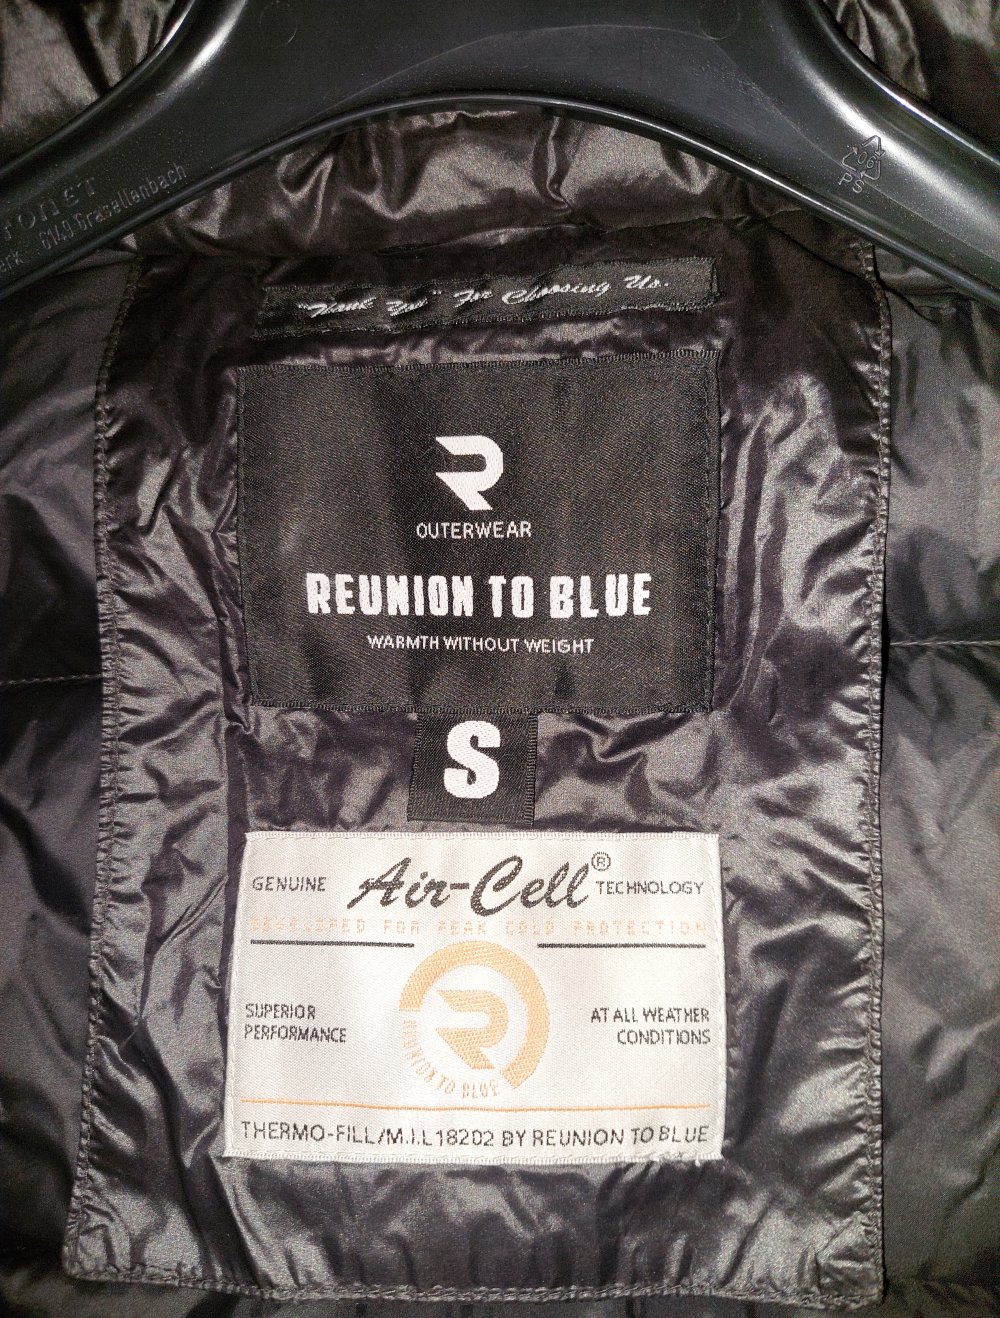 6149 Grasellenbach
06
PS
"Thank You" For Choosing Us.
R
OUTERWEAR
REUNION TO BLUE
WARMTH WITHOUT WEIGHT
S
GENUINE Air-Cell® TECHNOLOGY
DEVELOPED FOR PEAK COLD PROTECTION
SUPERIOR
PERFORMANCE
AT ALL WEATHER
CONDITIONS
R
REUNION TO BLUE
THERMO-FILL/M.I.L18202 BY REUNION TO BLUE